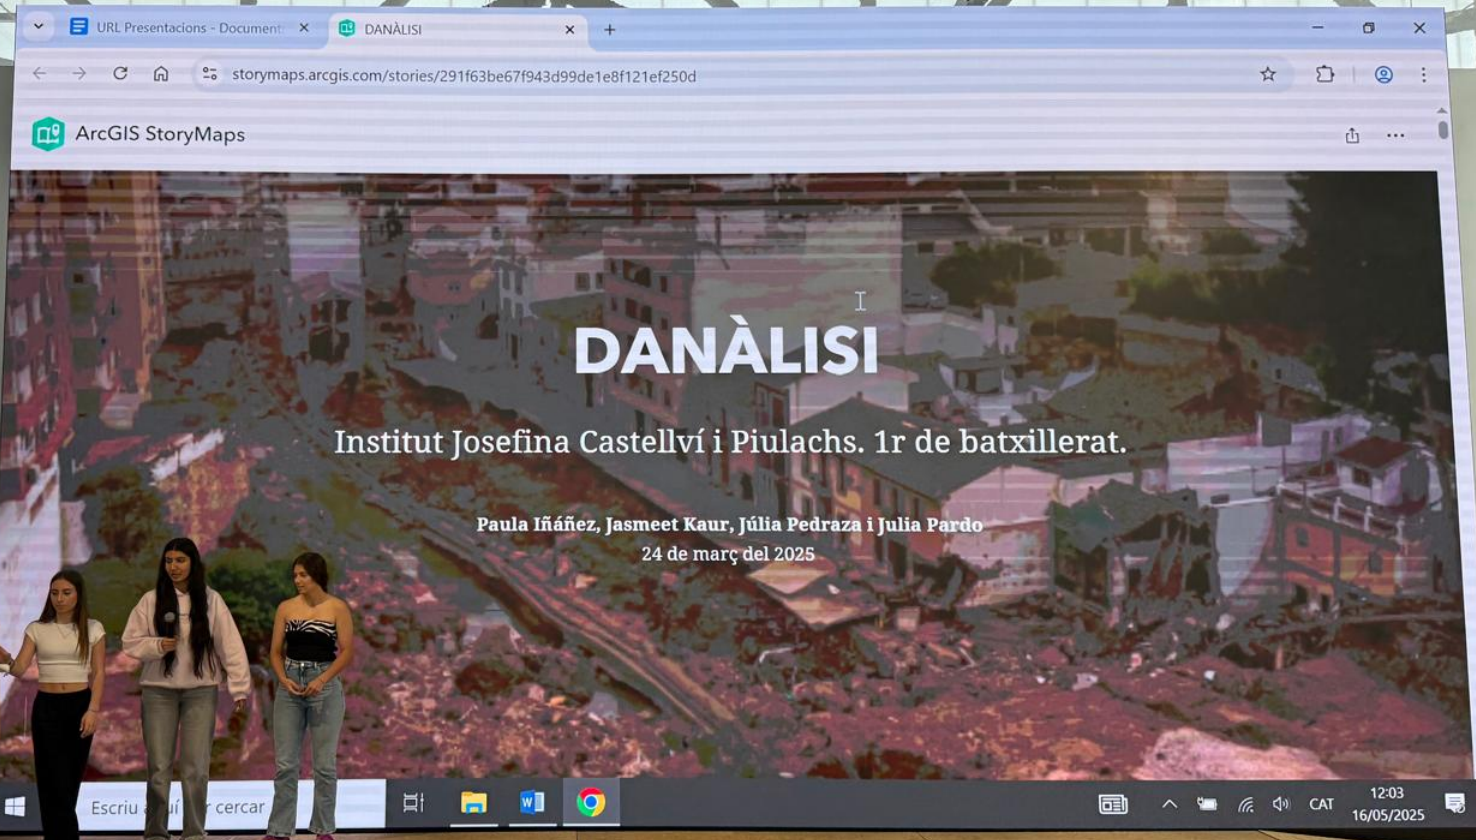 URL Presentacions - Document
DANÀLISI
storymaps.arcgis.com/stories/291f63be67f943d99de1e8f121ef250d
ArcGIS StoryMaps
DANÀLISI
Institut Josefina Castellví i Piulachs. 1r de batxillerat.
Paula Iñáñez, Jasmeet Kaur, Júlia Pedraza i Julia Pardo
24 de març del 2025
Escriu a uí r cercar
W
CAT
12:03
16/05/2025